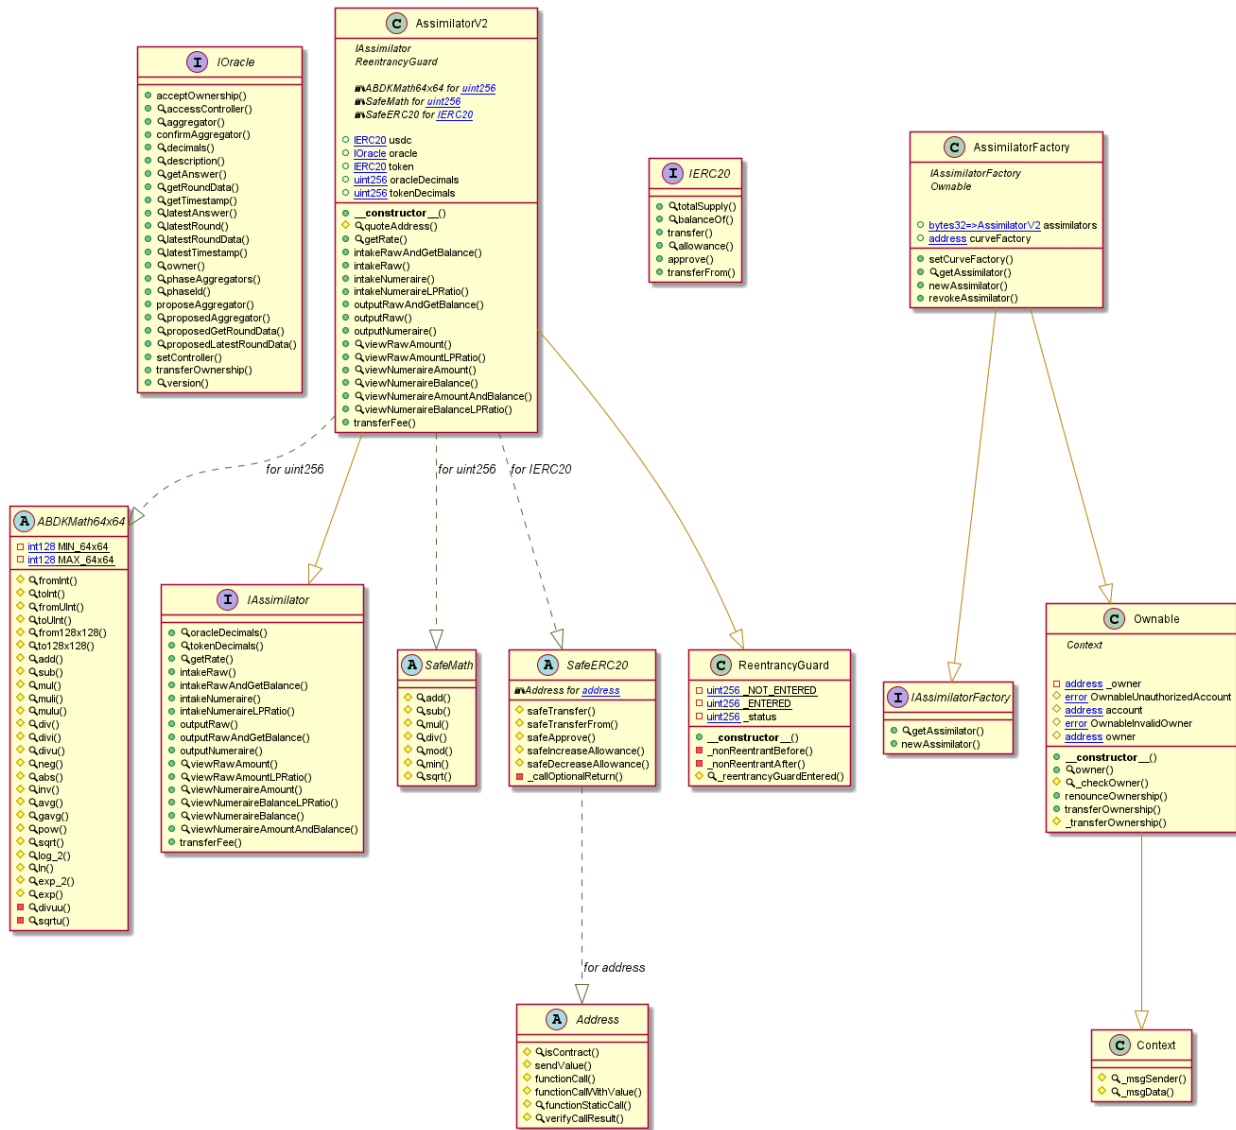 I IOracle
acceptOwnership()
accessController()
aggregator()
confirmAggregator()
decimals()
description()
getAnswer()
getRoundData()
getTimestamp()
latestAnswer()
latestRound()
latestRoundData()
latestTimestamp()
owner()
phaseAggregators()
phaseId()
proposeAggregator()
proposedAggregator()
proposedGetRoundData()
proposedLatestRoundData()
setController()
transferOwnership()
version()
C AssimilatorV2
IAssimilator
ReentrancyGuard
ABDKMath64x64 for uint256
SafeMath for uint256
SafeERC20 for IERC20
IERC20 usdc
IOracle oracle
IERC20 token
uint256 oracleDecimals
uint256 tokenDecimals
__constructor__()
quoteAddress()
getRate()
intakeRawAndGetBalance()
intakeRaw()
intakeNumeraire()
intakeNumeraireLPRatio()
outputRawAndGetBalance()
outputRaw()
outputNumeraire()
viewRawAmount()
viewRawAmountLPRatio()
viewNumeraireAmount()
viewNumeraireBalance()
viewNumeraireAmountAndBalance()
viewNumeraireBalanceLPRatio()
transferFee()
I IERC20
totalSupply()
balanceOf()
transfer()
allowance()
approve()
transferFrom()
C AssimilatorFactory
IAssimilatorFactory
Ownable
bytes32=>AssimilatorV2 assimilators
address curveFactory
setCurveFactory()
getAssimilator()
newAssimilator()
revokeAssimilator()
for uint256
for uint256
for IERC20
A ABDKMath64x64
int128 MIN_64x64
int128 MAX_64x64
fromInt()
toInt()
fromUInt()
toUInt()
from128x128()
to128x128()
add()
sub()
mul()
muli()
mulu()
div()
divi()
divu()
neg()
abs()
inv()
avg()
gavg()
pow()
sqrt()
log_2()
ln()
exp_2()
exp()
divuu()
sqrtu()
I IAssimilator
oracleDecimals()
tokenDecimals()
getRate()
intakeRaw()
intakeRawAndGetBalance()
intakeNumeraire()
intakeNumeraireLPRatio()
outputRaw()
outputRawAndGetBalance()
outputNumeraire()
viewRawAmount()
viewRawAmountLPRatio()
viewNumeraireAmount()
viewNumeraireBalanceLPRatio()
viewNumeraireBalance()
viewNumeraireAmountAndBalance()
transferFee()
A SafeMath
add()
sub()
mul()
div()
mod()
min()
sqrt()
A SafeERC20
Address for address
safeTransfer()
safeTransferFrom()
safeApprove()
safeIncreaseAllowance()
safeDecreaseAllowance()
_callOptionalReturn()
C ReentrancyGuard
uint256 _NOT_ENTERED
uint256 _ENTERED
uint256 _status
__constructor__()
_nonReentrantBefore()
_nonReentrantAfter()
_reentrancyGuardEntered()
I IAssimilatorFactory
getAssimilator()
newAssimilator()
C Ownable
Context
address _owner
error OwnableUnauthorizedAccount
address account
error OwnableInvalidOwner
address owner
__constructor__()
owner()
_checkOwner()
renounceOwnership()
transferOwnership()
_transferOwnership()
for address
A Address
isContract()
sendValue()
functionCall()
functionCallWithValue()
functionStaticCall()
verifyCallResult()
C Context
_msgSender()
_msgData()